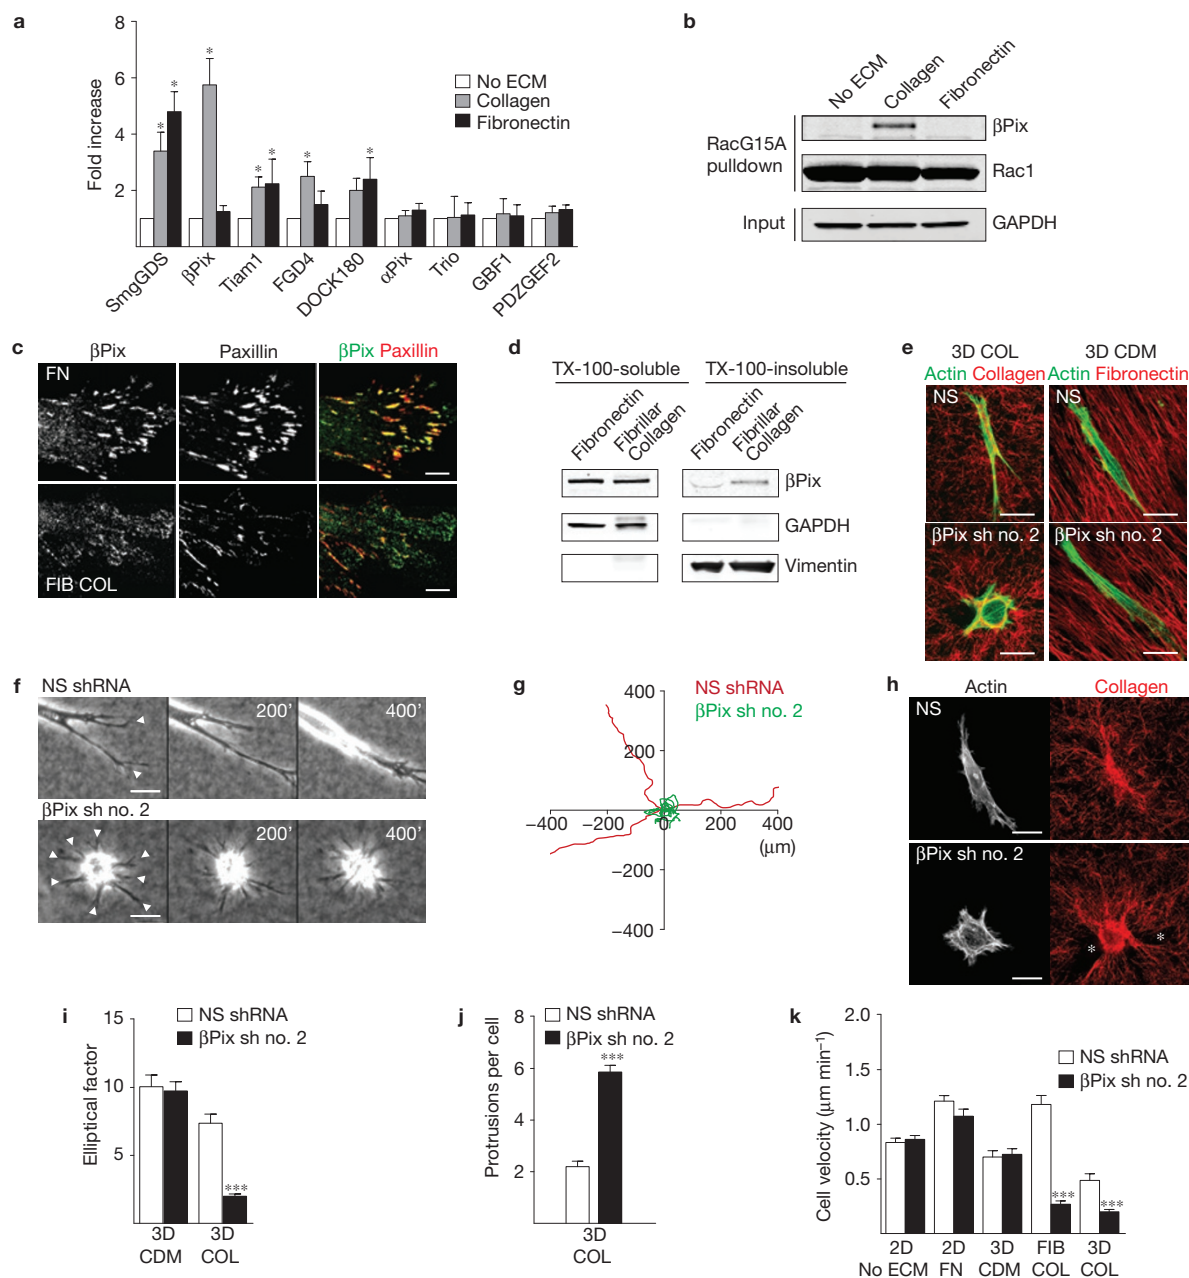 a
8
6
4
2
Fold increase
No ECM
Collagen
Fibronectin
* * * * * * *
SmgGDS βPix Tiam1 FGD4 DOCK180 αPix Trio GBF1 PDZGEF2
b
No ECM Collagen Fibronectin
RacG15A pulldown
βPix
Rac1
Input
GAPDH
c
βPix Paxillin βPix Paxillin
FN
FIB COL
d
TX-100-soluble TX-100-insoluble
Fibronectin Fibrillar Collagen Fibronectin Fibrillar Collagen
βPix
GAPDH
Vimentin
e
3D COL 3D CDM
Actin Collagen Actin Fibronectin
NS NS
βPix sh no. 2 βPix sh no. 2
f
NS shRNA
200′ 400′
βPix sh no. 2
200′ 400′
g
NS shRNA
βPix sh no. 2
400
200
−400 −200 0 200 400
(μm)
−200
−400
h
Actin Collagen
NS
βPix sh no. 2
* *
i
NS shRNA
βPix sh no. 2
15
10
5
Elliptical factor
***
3D CDM 3D COL
j
NS shRNA
βPix sh no. 2
8
6
4
2
Protrusions per cell
***
3D COL
k
2.0
1.5
1.0
0.5
Cell velocity (μm min⁻¹)
NS shRNA
βPix sh no. 2
*** ***
2D No ECM 2D FN 3D CDM FIB COL 3D COL